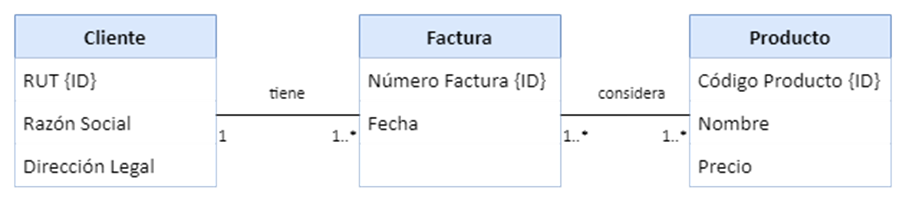 Cliente
RUT {ID}
Razón Social
Dirección Legal
tiene
1
1..*
Factura
Número Factura {ID}
Fecha
considera
1..*
1..*
Producto
Código Producto {ID}
Nombre
Precio